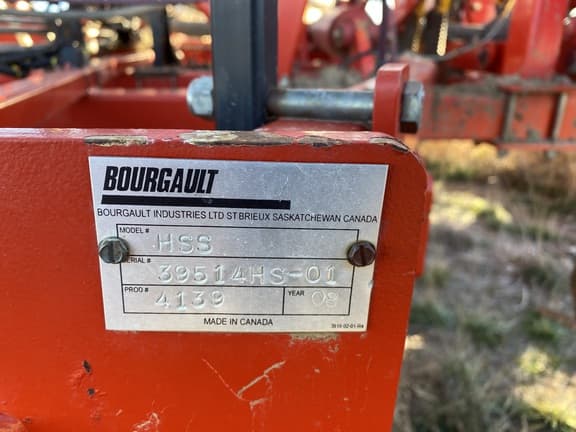 BOURGAULT
BOURGAULT INDUSTRIES LTD ST BRIEUX SASKATCHEWAN CANADA
MODEL # HSS
SERIAL # 39514HS-01
PROD # 4139 YEAR 08
MADE IN CANADA